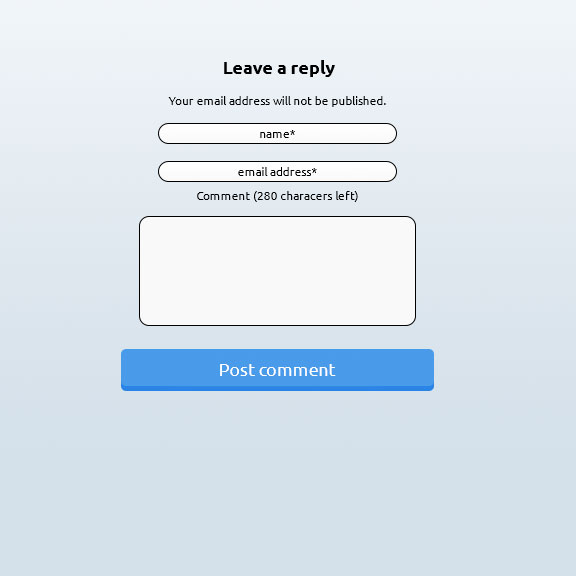 Leave a reply
Your email address will not be published.
name*
email address*
Comment (280 characers left)
Post comment